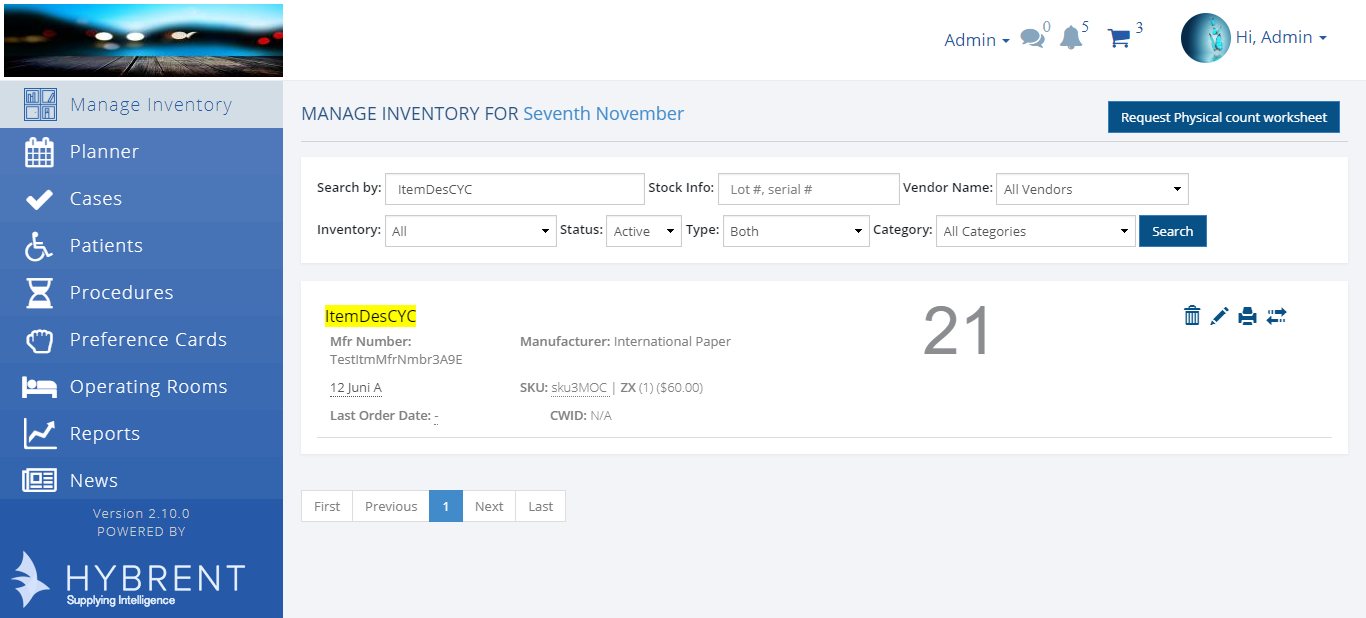 Admin 0 5 3 Hi, Admin
Manage Inventory
Planner
Cases
Patients
Procedures
Preference Cards
Operating Rooms
Reports
News
Version 2.10.0
POWERED BY
HYBRENT
Supplying Intelligence
MANAGE INVENTORY FOR Seventh November
Request Physical count worksheet
Search by: ItemDesCYC Stock Info: Lot #, serial # Vendor Name: All Vendors
Inventory: All Status: Active Type: Both Category: All Categories Search
ItemDesCYC
21
Mfr Number: Manufacturer: International Paper
TestItmMfrNmbr3A9E
12 Juni A SKU: sku3MOC | ZX (1) ($60.00)
Last Order Date: - CWID: N/A
First Previous 1 Next Last